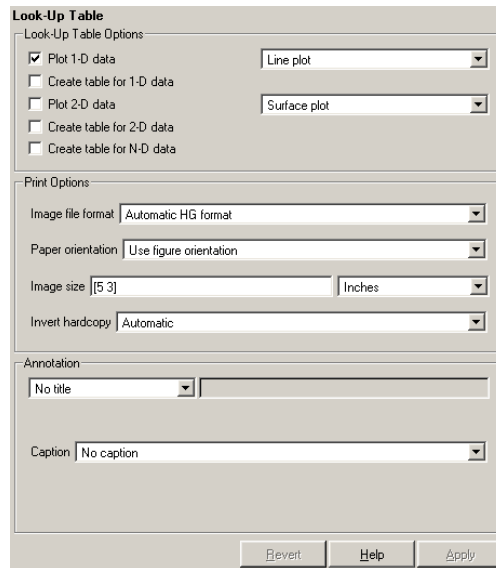 Look-Up Table
Look-Up Table Options
Plot 1-D data Line plot
Create table for 1-D data
Plot 2-D data Surface plot
Create table for 2-D data
Create table for N-D data
Print Options
Image file format Automatic HG format
Paper orientation Use figure orientation
Image size [5 3] Inches
Invert hardcopy Automatic
Annotation
No title
Caption No caption
Revert Help Apply